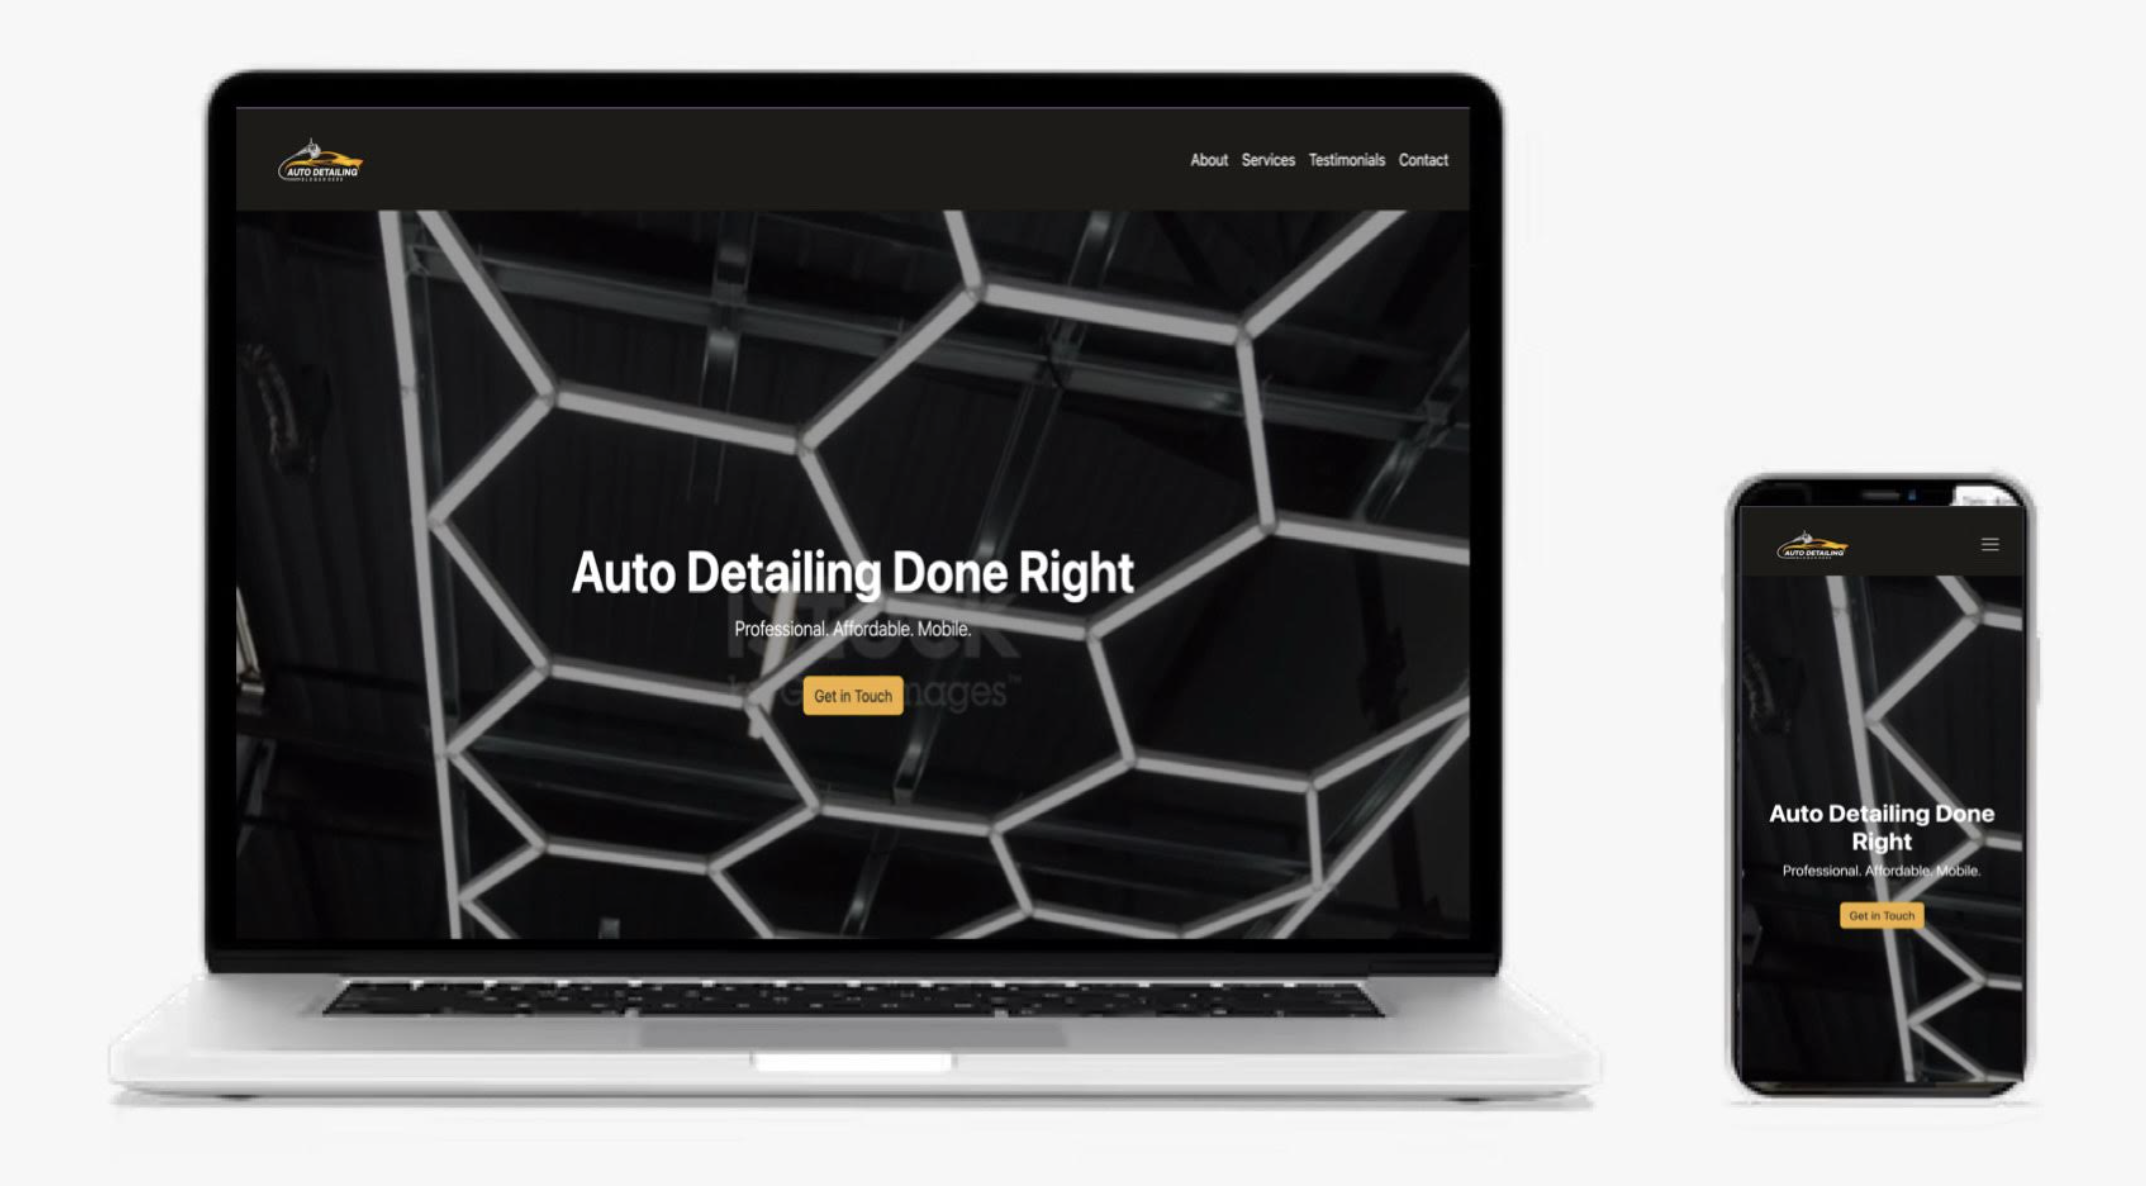 AUTO DETAILING
About Services Testimonials Contact
Auto Detailing Done Right
iStock
Professional. Affordable. Mobile.
Get in Touch
AUTO DETAILING
Auto Detailing Done
Right
Professional. Affordable. Mobile.
Get in Touch